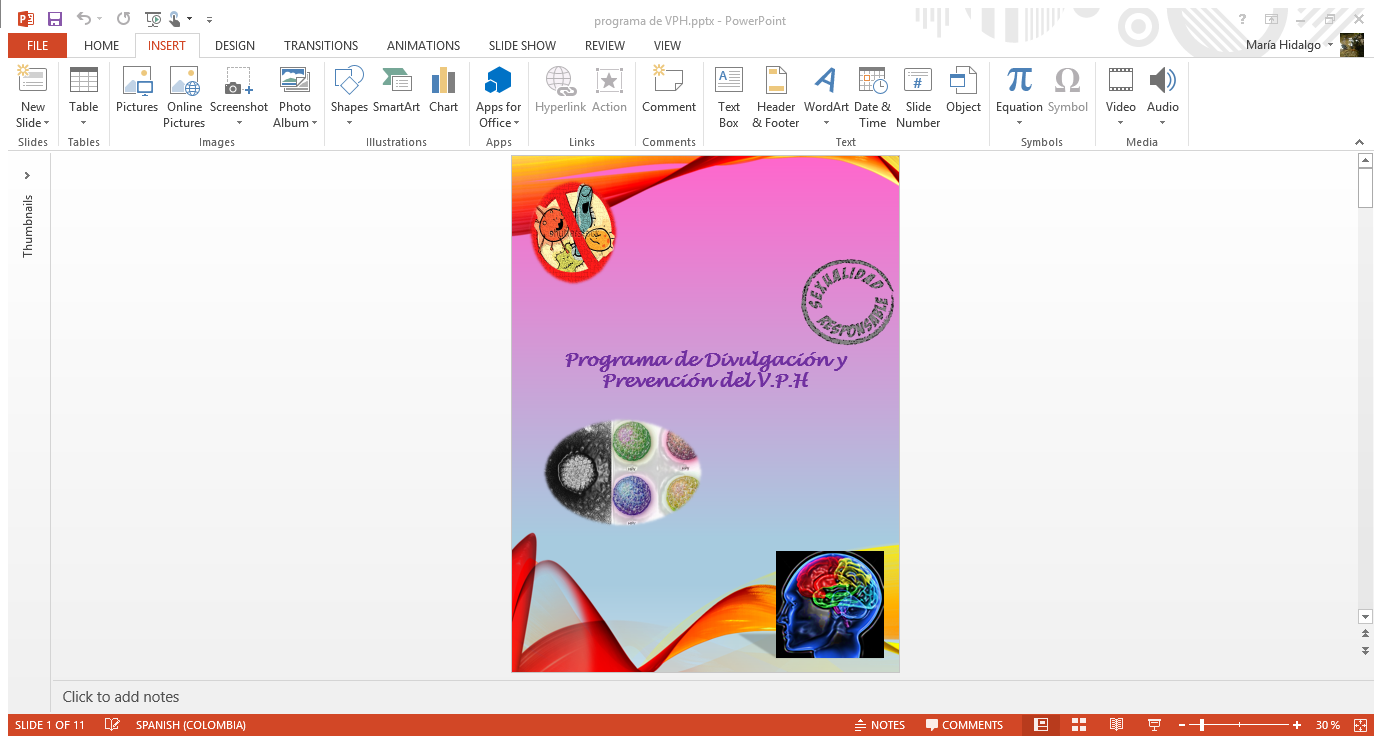 programa de VPH.pptx - PowerPoint
?
FILE HOME INSERT DESIGN TRANSITIONS ANIMATIONS SLIDE SHOW REVIEW VIEW
María Hidalgo
New Slide
Table
Pictures
Online Pictures
Screenshot
Photo Album
Shapes
SmartArt
Chart
Apps for Office
Hyperlink
Action
Comment
Text Box
Header & Footer
WordArt
Date & Time
Slide Number
Object
Equation
Symbol
Video
Audio
Slides Tables Images Illustrations Apps Links Comments Text Symbols Media
Thumbnails
SEXUALIDAD
RESPONSABLE
Programa de Divulgación y
Prevención del V.P.H
Click to add notes
SLIDE 1 OF 11 SPANISH (COLOMBIA) NOTES COMMENTS 30 %